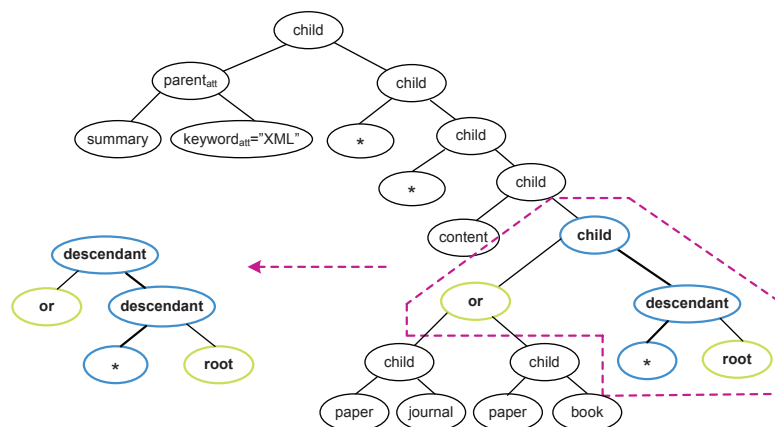 child
parentatt
child
summary
keywordatt="XML"
*
child
*
child
content
child
descendant
or
descendant
*
root
or
descendant
*
root
child
child
paper
journal
paper
book